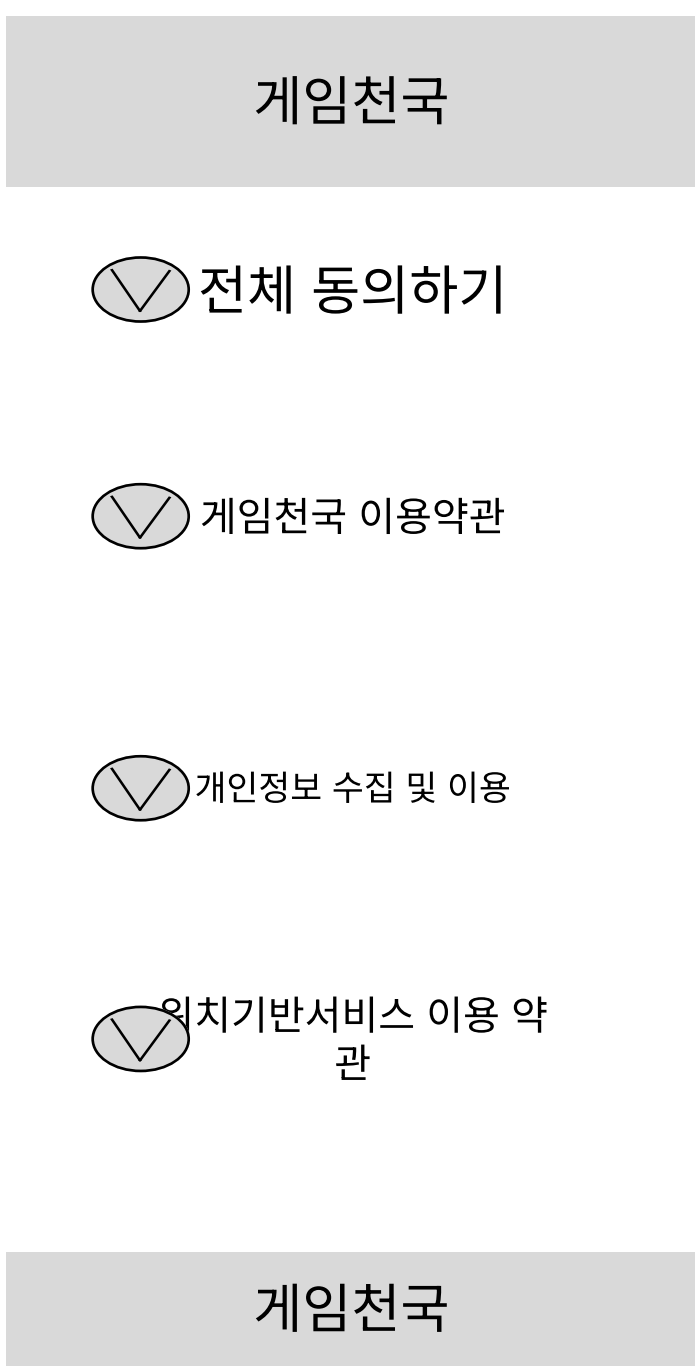 게임천국
전체 동의하기
게임천국 이용약관
개인정보 수집 및 이용
위치기반서비스 이용 약
관
게임천국